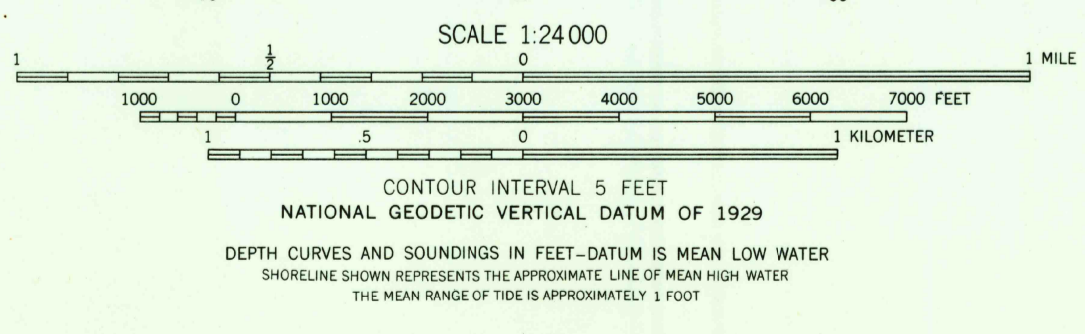 SCALE 1:24 000
1 1/2 0 1 MILE
1000 0 1000 2000 3000 4000 5000 6000 7000 FEET
1 .5 0 1 KILOMETER
CONTOUR INTERVAL 5 FEET
NATIONAL GEODETIC VERTICAL DATUM OF 1929
DEPTH CURVES AND SOUNDINGS IN FEET–DATUM IS MEAN LOW WATER
SHORELINE SHOWN REPRESENTS THE APPROXIMATE LINE OF MEAN HIGH WATER
THE MEAN RANGE OF TIDE IS APPROXIMATELY 1 FOOT